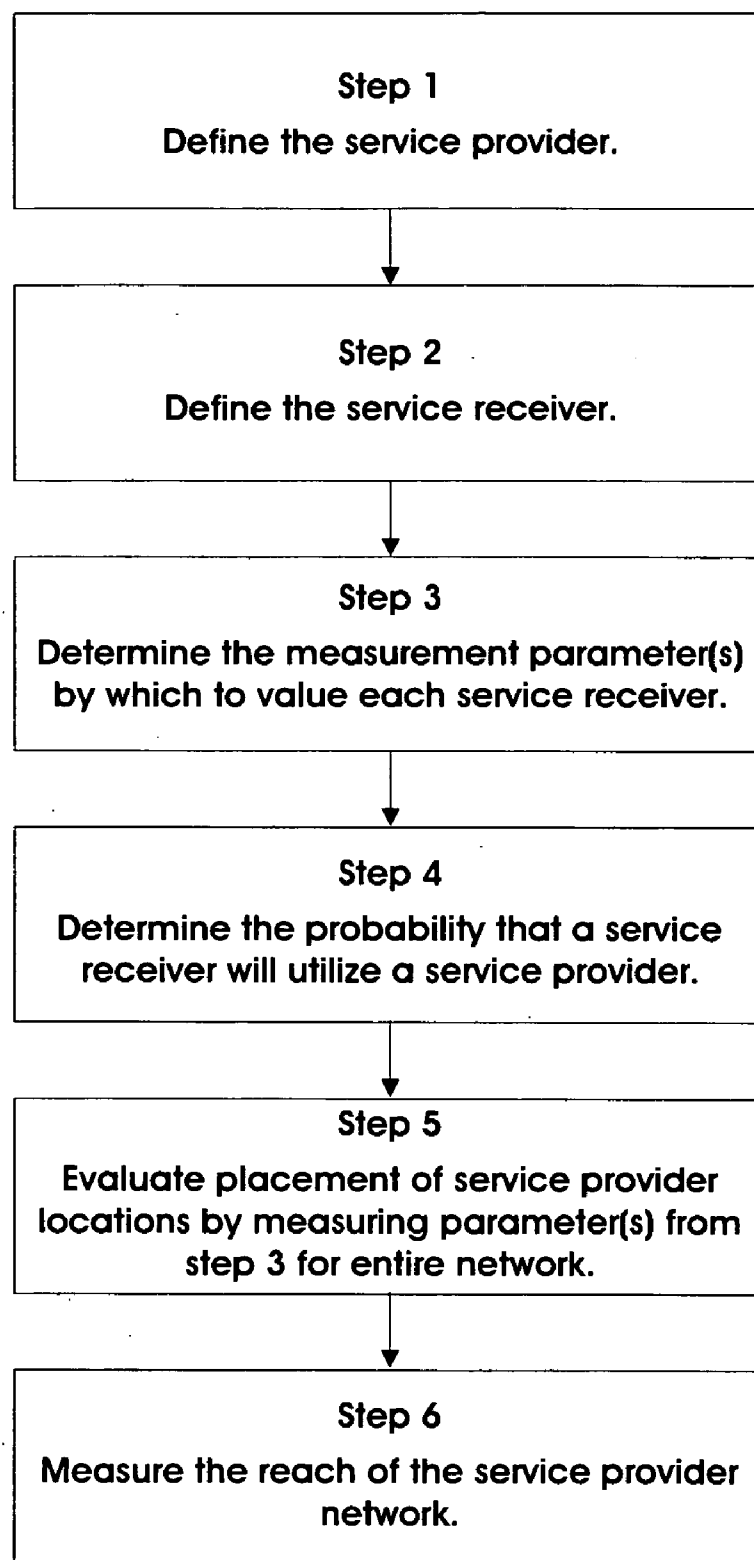 Step 1
Define the service provider.
Step 2
Define the service receiver.
Step 3
Determine the measurement parameter(s)
by which to value each service receiver.
Step 4
Determine the probability that a service
receiver will utilize a service provider.
Step 5
Evaluate placement of service provider
locations by measuring parameter(s) from
step 3 for entire network.
Step 6
Measure the reach of the service provider
network.